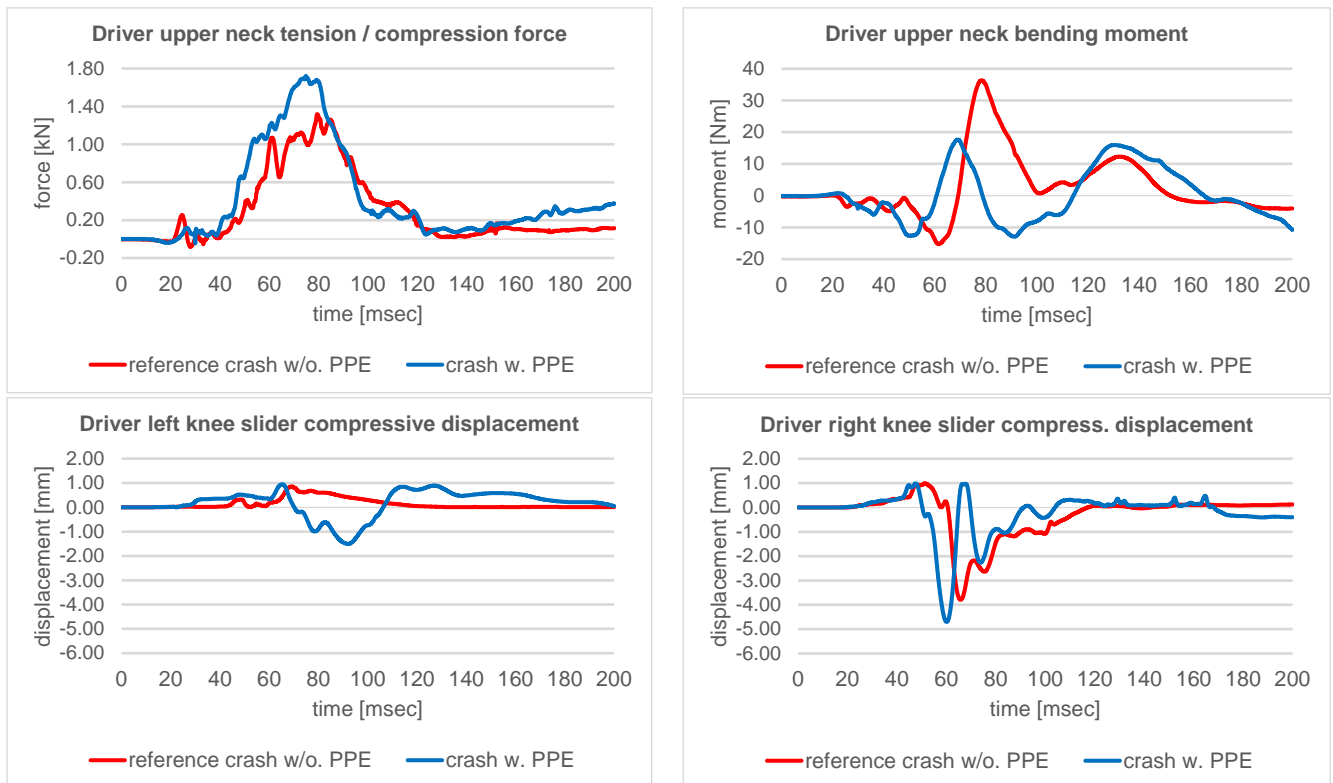 Driver upper neck tension / compression force
force [kN]
1.80
1.40
1.00
0.60
0.20
-0.20
0 20 40 60 80 100 120 140 160 180 200
time [msec]
reference crash w/o. PPE crash w. PPE
Driver upper neck bending moment
moment [Nm]
40
30
20
10
0
-10
-20
0 20 40 60 80 100 120 140 160 180 200
time [msec]
reference crash w/o. PPE crash w. PPE
Driver left knee slider compressive displacement
displacement [mm]
2.00
1.00
0.00
-1.00
-2.00
-3.00
-4.00
-5.00
-6.00
0 20 40 60 80 100 120 140 160 180 200
time [msec]
reference crash w/o. PPE crash w. PPE
Driver right knee slider compress. displacement
displacement [mm]
2.00
1.00
0.00
-1.00
-2.00
-3.00
-4.00
-5.00
-6.00
0 20 40 60 80 100 120 140 160 180 200
time [msec]
reference crash w/o. PPE crash w. PPE